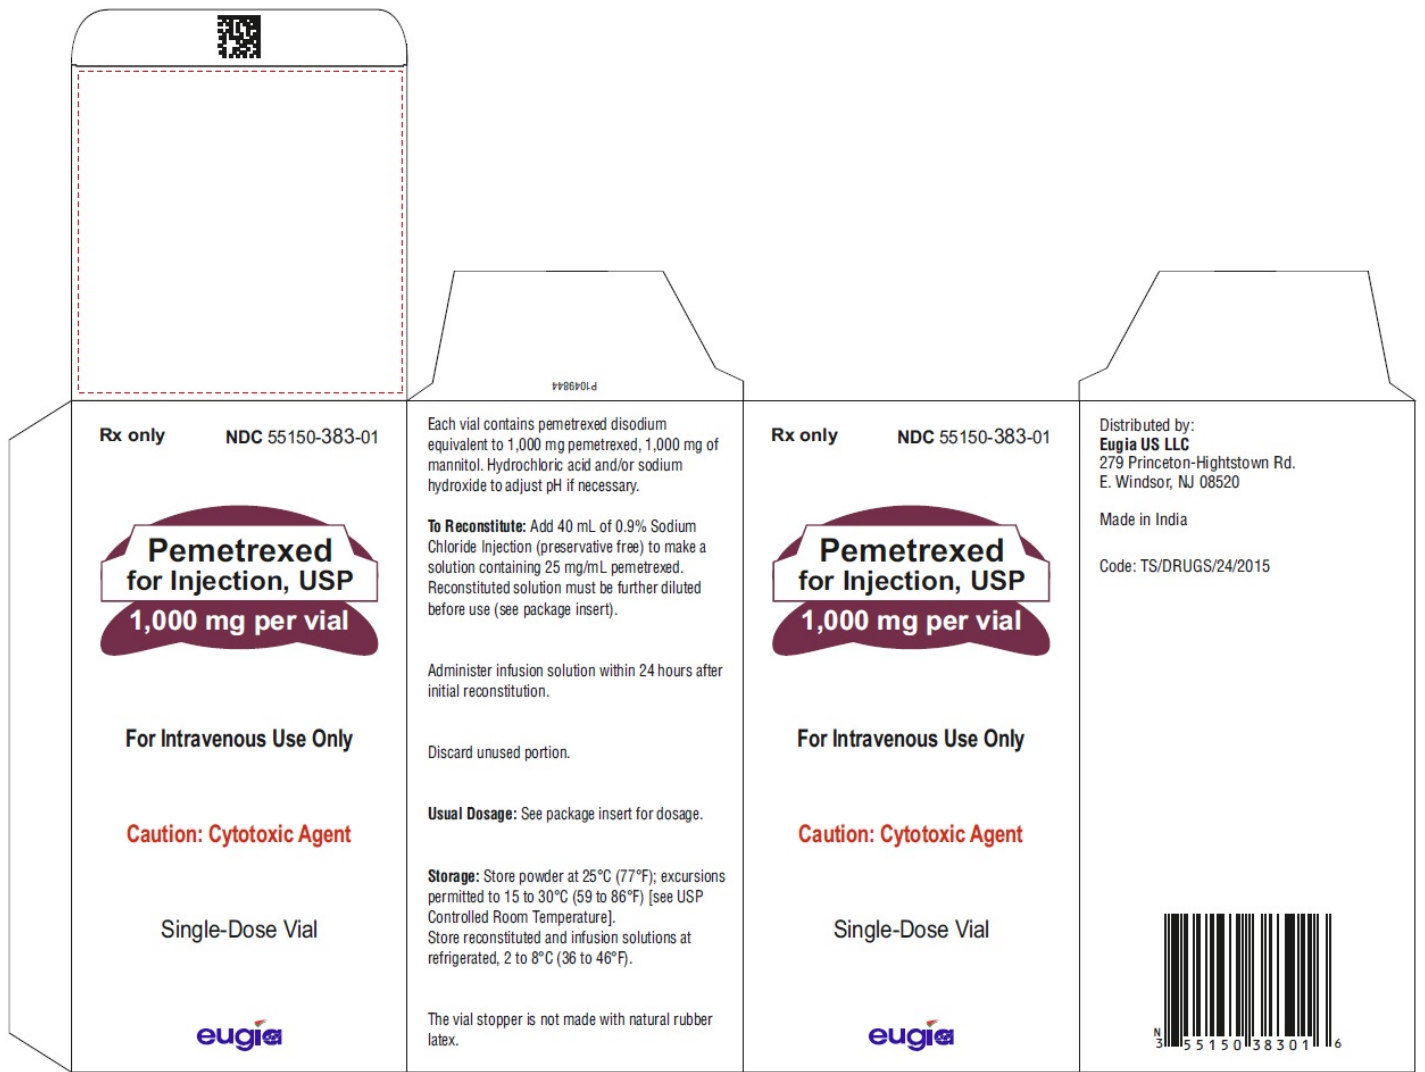 P1049844
Rx only NDC 55150-383-01
Pemetrexed
for Injection, USP
1,000 mg per vial
For Intravenous Use Only
Caution: Cytotoxic Agent
Single-Dose Vial
eugia
Each vial contains pemetrexed disodium
equivalent to 1,000 mg pemetrexed, 1,000 mg of
mannitol. Hydrochloric acid and/or sodium
hydroxide to adjust pH if necessary.
To Reconstitute: Add 40 mL of 0.9% Sodium
Chloride Injection (preservative free) to make a
solution containing 25 mg/mL pemetrexed.
Reconstituted solution must be further diluted
before use (see package insert).
Administer infusion solution within 24 hours after
initial reconstitution.
Discard unused portion.
Usual Dosage: See package insert for dosage.
Storage: Store powder at 25°C (77°F); excursions
permitted to 15 to 30°C (59 to 86°F) [see USP
Controlled Room Temperature].
Store reconstituted and infusion solutions at
refrigerated, 2 to 8°C (36 to 46°F).
The vial stopper is not made with natural rubber
latex.
Rx only NDC 55150-383-01
Pemetrexed
for Injection, USP
1,000 mg per vial
For Intravenous Use Only
Caution: Cytotoxic Agent
Single-Dose Vial
eugia
Distributed by:
Eugia US LLC
279 Princeton-Hightstown Rd.
E. Windsor, NJ 08520
Made in India
Code: TS/DRUGS/24/2015
N
3 55150 38301 6